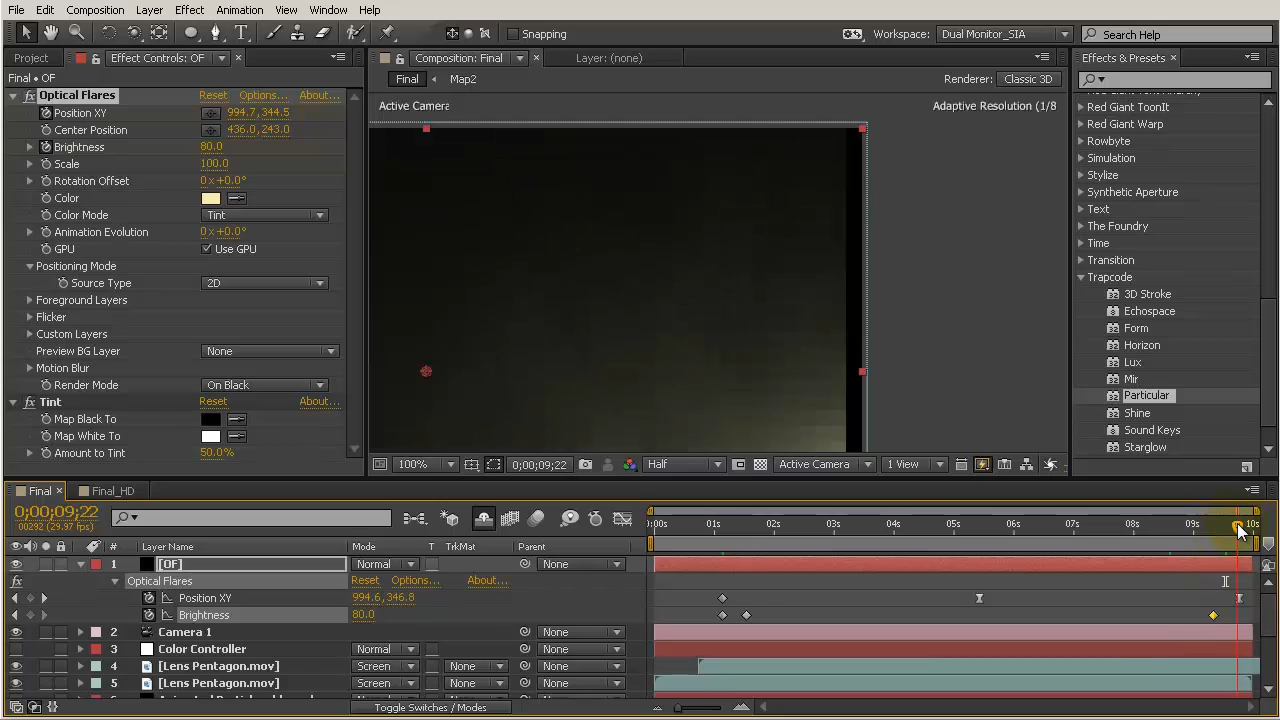 File Edit Composition Layer Effect Animation View Window Help
Snapping Workspace: Dual Monitor_SIA Search Help
Project Effect Controls: OF Composition: Final Layer: (none) Effects & Presets
Final • OF Final Map2 Renderer: Classic 3D
Optical Flares Reset Options... About...
Active Camera Adaptive Resolution (1/8
Position XY 994.7, 344.5
Center Position 436.0, 243.0
Brightness 80.0
Scale 100.0
Rotation Offset 0x+0.0°
Color
Color Mode Tint
Animation Evolution 0x+0.0°
GPU Use GPU
Positioning Mode
Source Type 2D
Foreground Layers
Flicker
Custom Layers
Preview BG Layer None
Motion Blur
Render Mode On Black
Tint Reset About...
Map Black To
Map White To
Amount to Tint 50.0%
Red Giant ToonIt
Red Giant Warp
Rowbyte
Simulation
Stylize
Synthetic Aperture
Text
The Foundry
Time
Transition
Trapcode
3D Stroke
Echospace
Form
Horizon
Lux
Mir
Particular
Shine
Sound Keys
Starglow
100% 0;00;09;22 Half Active Camera 1 View
Final Final_HD
0;00;09;22
00292 (29.97 fps)
:00s 01s 02s 03s 04s 05s 06s 07s 08s 09s 10s
# Layer Name Mode T TrkMat Parent
1 [OF] Normal None
Optical Flares Reset Options... About...
Position XY 994.6, 346.8
Brightness 80.0
2 Camera 1 None
3 Color Controller Normal None
4 [Lens Pentagon.mov] Screen None None
5 [Lens Pentagon.mov] Screen None None
Toggle Switches / Modes